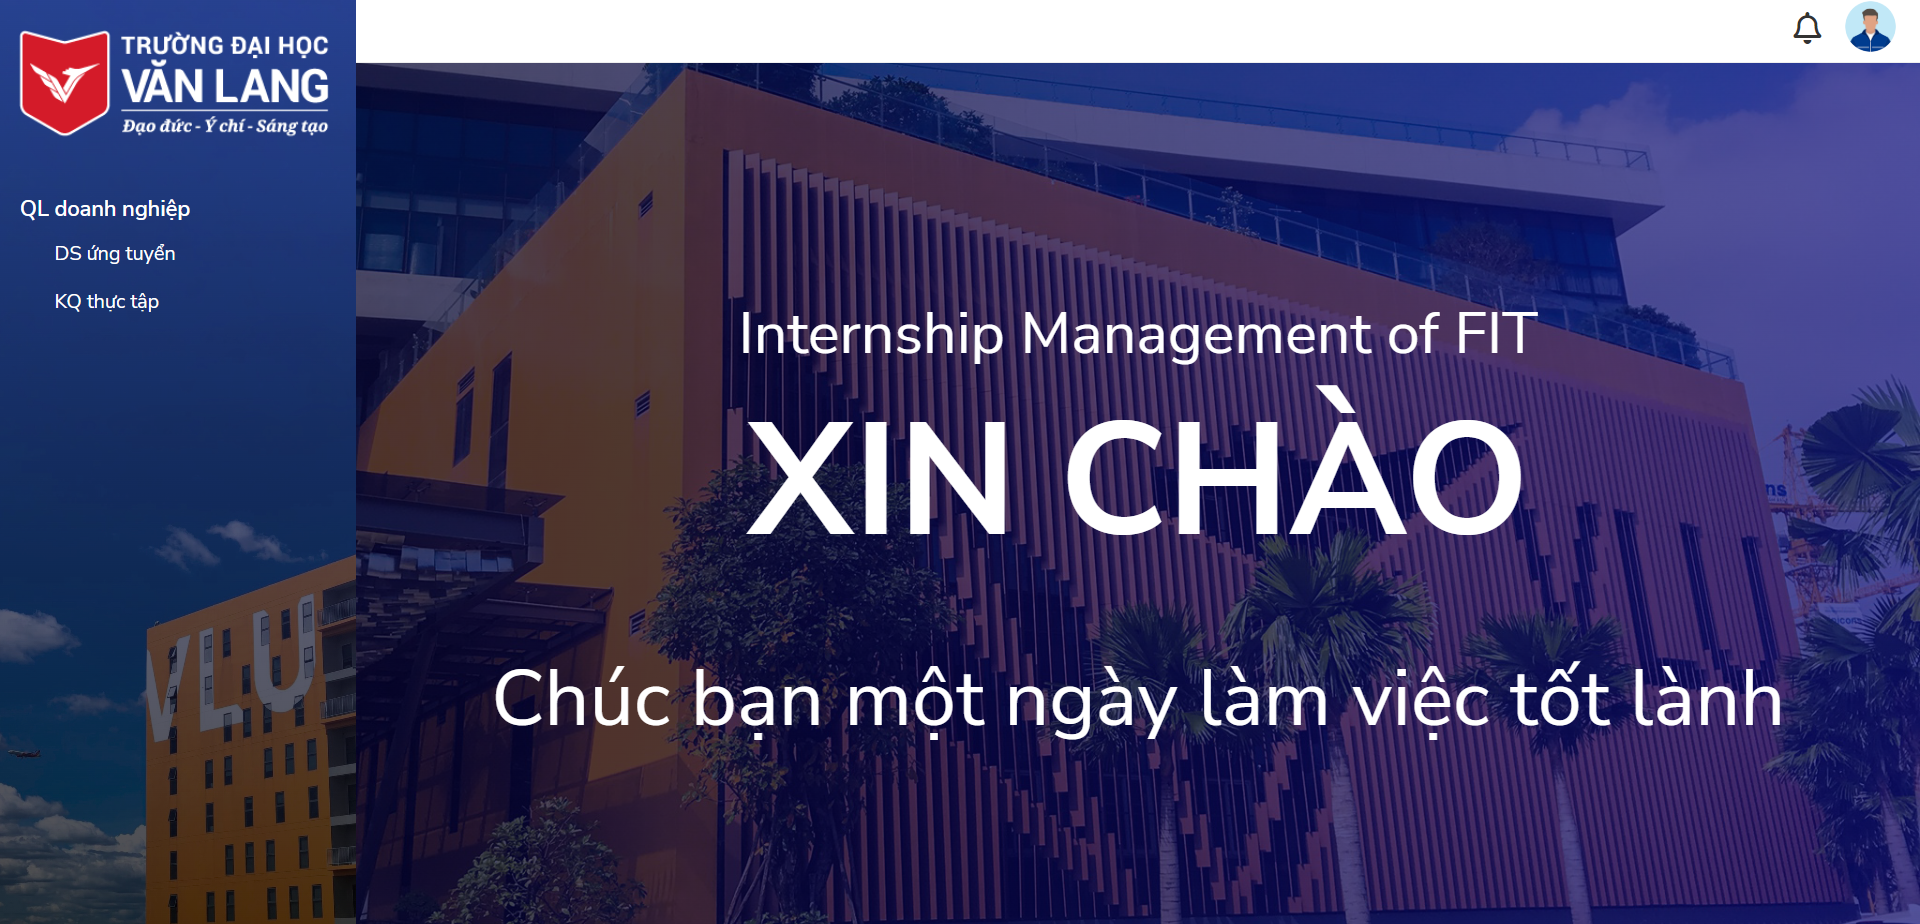 TRƯỜNG ĐẠI HỌC
VĂN LANG
Đạo đức - Ý chí - Sáng tạo
QL doanh nghiệp
DS ứng tuyển
KQ thực tập
VLU
Internship Management of FIT
XIN CHÀO
Chúc bạn một ngày làm việc tốt lành